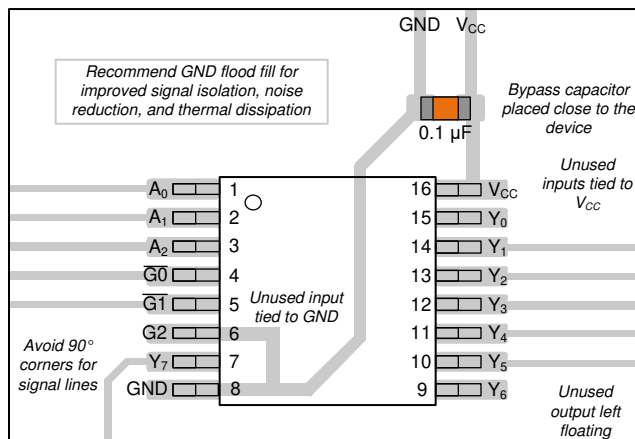 GND VCC
Recommend GND flood fill for
improved signal isolation, noise
reduction, and thermal dissipation
0.1 µF
Bypass capacitor
placed close to the
device
Unused
inputs tied to
VCC
A0 1 16 VCC
A1 2 15 Y0
A2 3 14 Y1
G̅0̅ 4 13 Y2
G̅1̅ 5 12 Y3
G2 6 11 Y4
Y7 7 10 Y5
GND 8 9 Y6
Unused input
tied to GND
Avoid 90°
corners for
signal lines
Unused
output left
floating